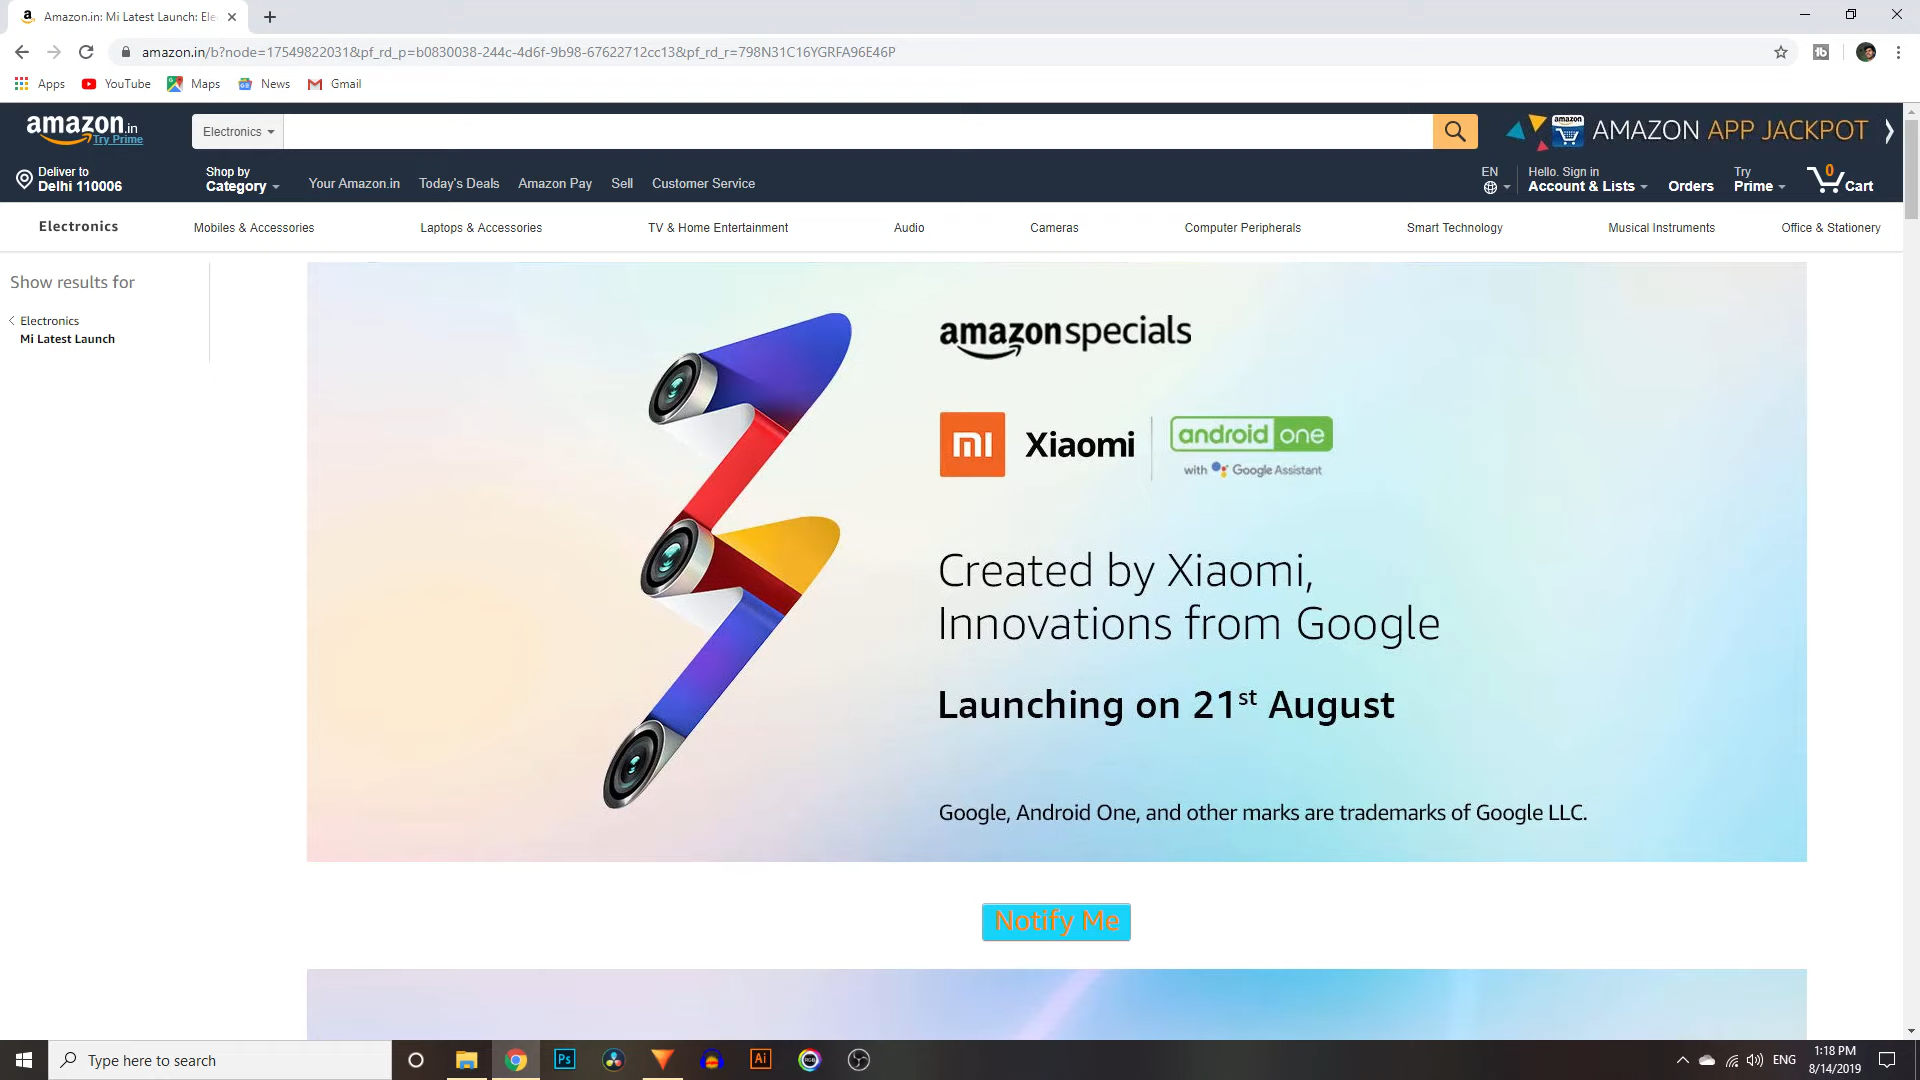 Amazon.in: Mi Latest Launch: Ele
amazon.in/b?node=17549822031&pf_rd_p=b0830038-244c-4d6f-9b98-67622712cc13&pf_rd_r=798N31C16YGRFA96E46P
Apps YouTube Maps News Gmail
amazon.in
Try Prime
Electronics
amazon
AMAZON APP JACKPOT
Deliver to
Delhi 110006
Shop by
Category
Your Amazon.in Today's Deals Amazon Pay Sell Customer Service
EN
Hello. Sign in
Account & Lists
Orders
Try
Prime
0
Cart
Electronics Mobiles & Accessories Laptops & Accessories TV & Home Entertainment Audio Cameras Computer Peripherals Smart Technology Musical Instruments Office & Stationery
Show results for
Electronics
Mi Latest Launch
amazonspecials
mi Xiaomi
android one
with Google Assistant
Created by Xiaomi,
Innovations from Google
Launching on 21st August
Google, Android One, and other marks are trademarks of Google LLC.
Notify Me
Type here to search
Ps
Ai
RGB
ENG
1:18 PM
8/14/2019